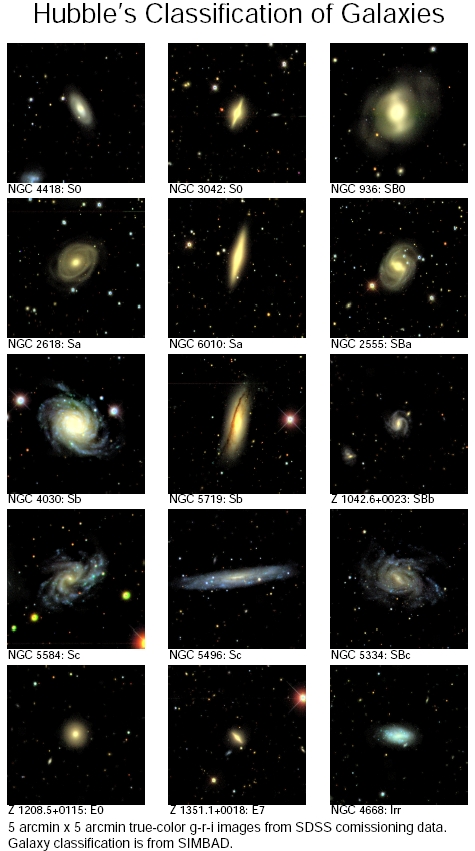 Hubble's Classification of Galaxies
NGC 4418: S0
NGC 3042: S0
NGC 936: SB0
NGC 2618: Sa
NGC 6010: Sa
NGC 2555: SBa
NGC 4030: Sb
NGC 5719: Sb
Z 1042.6+0023: SBb
NGC 5584: Sc
NGC 5496: Sc
NGC 5334: SBc
Z 1208.5+0115: E0
Z 1351.1+0018: E7
NGC 4668: Irr
5 arcmin x 5 arcmin true-color g-r-i images from SDSS comissioning data.
Galaxy classification is from SIMBAD.